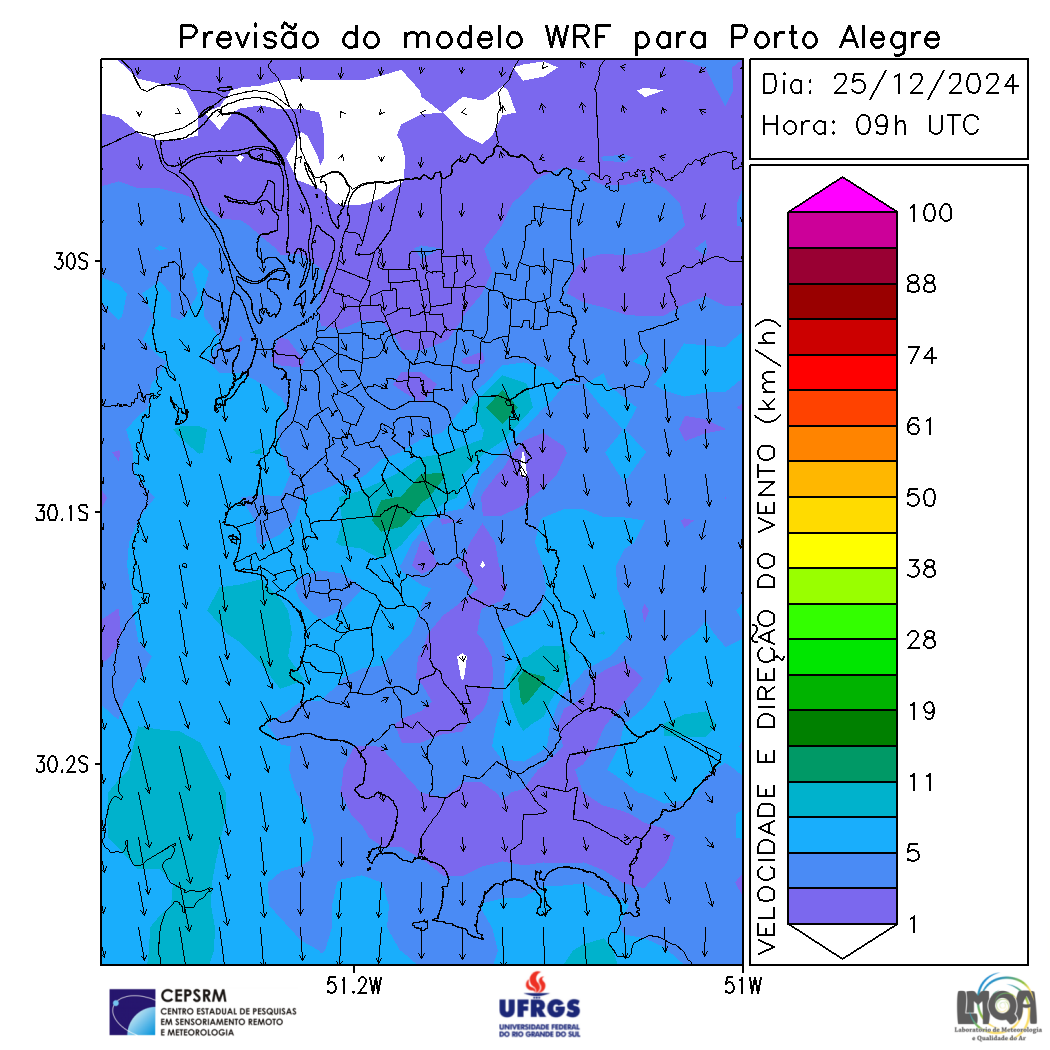 Previsão do modelo WRF para Porto Alegre
Dia: 25/12/2024
Hora: 09h UTC
30S
30.1S
30.2S
51.2W
51W
VELOCIDADE E DIREÇÃO DO VENTO (km/h)
100
88
74
61
50
38
28
19
11
5
1
CEPSRM
CENTRO ESTADUAL DE PESQUISAS
EM SENSORIAMENTO REMOTO
E METEOROLOGIA
UFRGS
UNIVERSIDADE FEDERAL
DO RIO GRANDE DO SUL
LMQA
Laboratório de Meteorologia
e Qualidade do Ar